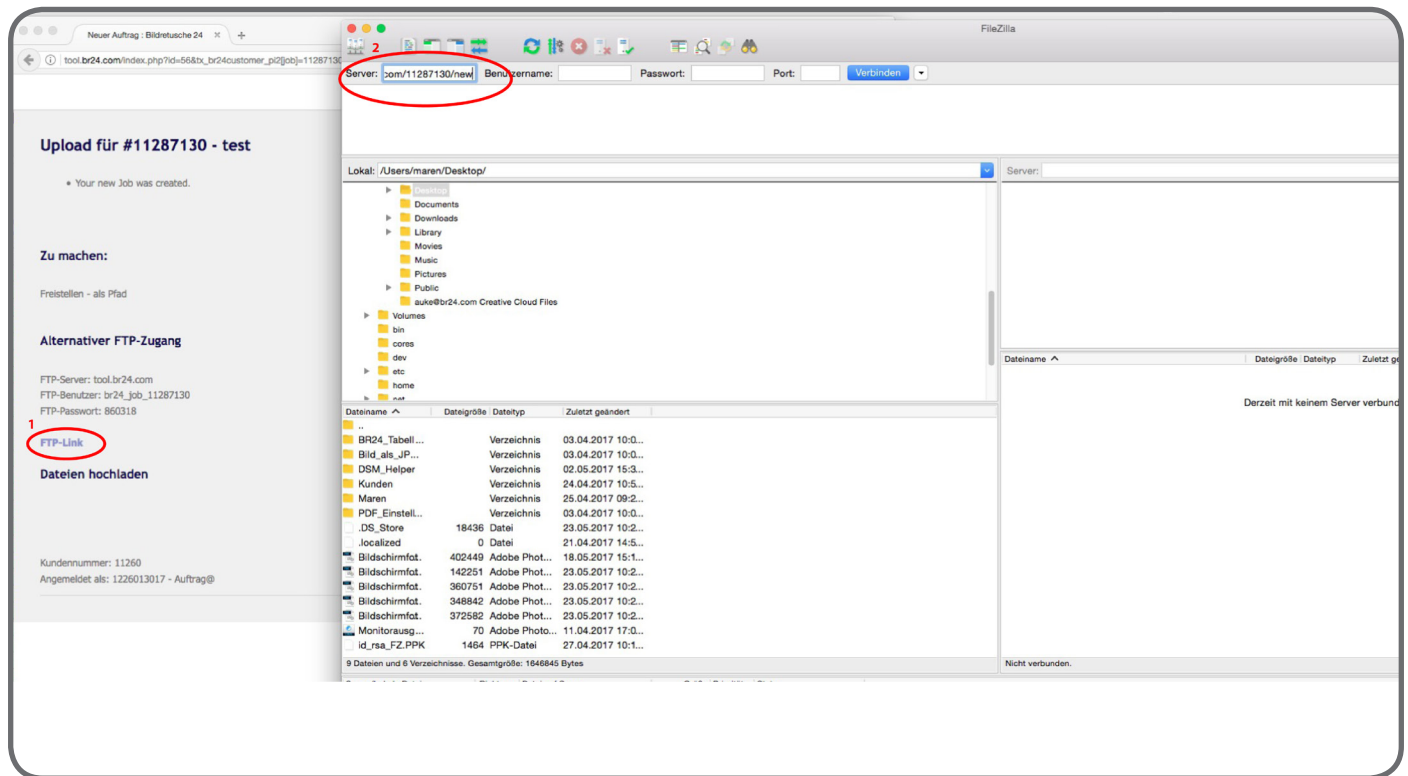 Neuer Auftrag : Bildretusche 24 × +
tool.br24.com/index.php?id=56&tx_br24customer_pi2[job]=11287130
Upload für #11287130 - test
• Your new Job was created.
Zu machen:
Freistellen - als Pfad
Alternativer FTP-Zugang
FTP-Server: tool.br24.com
FTP-Benutzer: br24_job_11287130
FTP-Passwort: 860318
1
FTP-Link
Dateien hochladen
Kundennummer: 11260
Angemeldet als: 1226013017 - Auftrag@
FileZilla
2
Server: com/11287130/new Benutzername: Passwort: Port: Verbinden
Lokal: /Users/maren/Desktop/
Desktop
Documents
Downloads
Library
Movies
Music
Pictures
Public
auke@br24.com Creative Cloud Files
Volumes
bin
cores
dev
etc
home
net
Dateiname Dateigröße Dateityp Zuletzt geändert
..
BR24_Tabell... Verzeichnis 03.04.2017 10:0...
Bild_als_JP... Verzeichnis 03.04.2017 10:0...
DSM_Helper Verzeichnis 02.05.2017 15:3...
Kunden Verzeichnis 24.04.2017 10:5...
Maren Verzeichnis 25.04.2017 09:2...
PDF_Einstell... Verzeichnis 03.04.2017 10:0...
.DS_Store 18436 Datei 23.05.2017 10:2...
.localized 0 Datei 21.04.2017 14:5...
Bildschirmfot. 402449 Adobe Phot... 18.05.2017 15:1...
Bildschirmfot. 142251 Adobe Phot... 23.05.2017 10:2...
Bildschirmfot. 360751 Adobe Phot... 23.05.2017 10:2...
Bildschirmfot. 348842 Adobe Phot... 23.05.2017 10:2...
Bildschirmfot. 372582 Adobe Phot... 23.05.2017 10:2...
Monitorausg... 70 Adobe Photo... 11.04.2017 17:0...
id_rsa_FZ.PPK 1464 PPK-Datei 27.04.2017 10:1...
9 Dateien und 6 Verzeichnisse. Gesamtgröße: 1646845 Bytes
Server:
Dateiname Dateigröße Dateityp Zuletzt ge
Derzeit mit keinem Server verbund
Nicht verbunden.